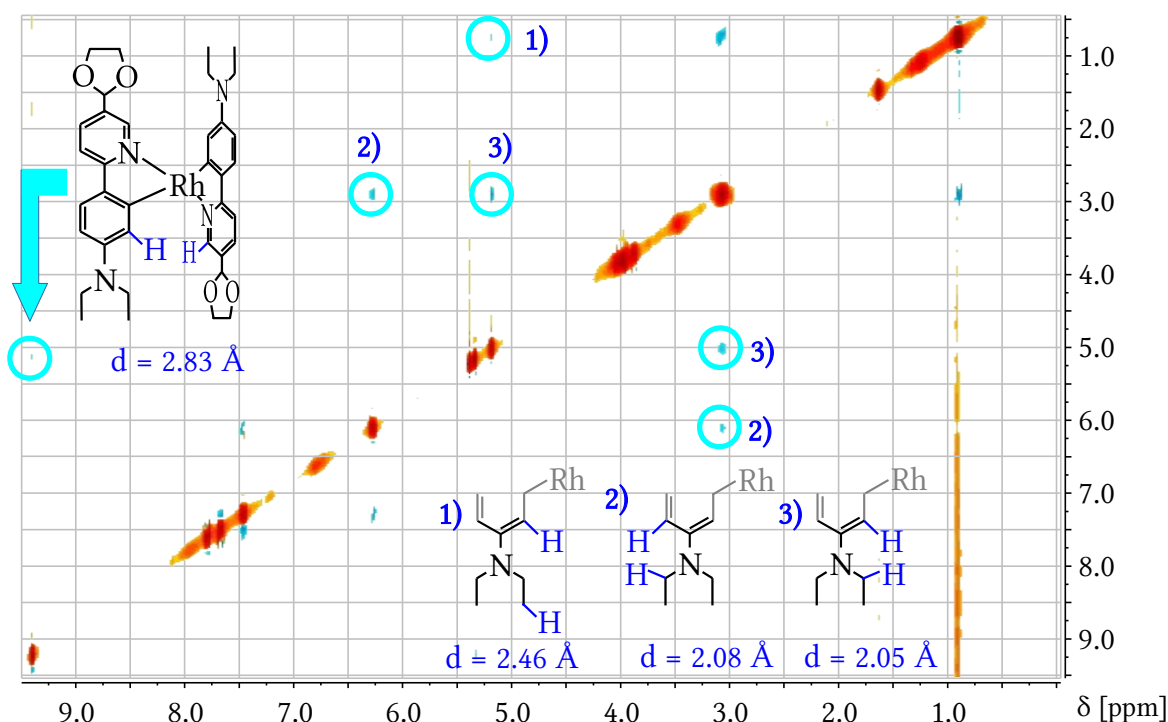 1)
1.0
O O
N
N
2.0
2)
3)
Rh
3.0
N
H
H
4.0
N
O O
d = 2.83 Å
3)
5.0
2)
6.0
Rh
Rh
Rh
1)
2)
3)
7.0
H
H
H
N
H
N
N
H
8.0
H
d = 2.46 Å
d = 2.08 Å
d = 2.05 Å
9.0
9.0 8.0 7.0 6.0 5.0 4.0 3.0 2.0 1.0 δ [ppm]